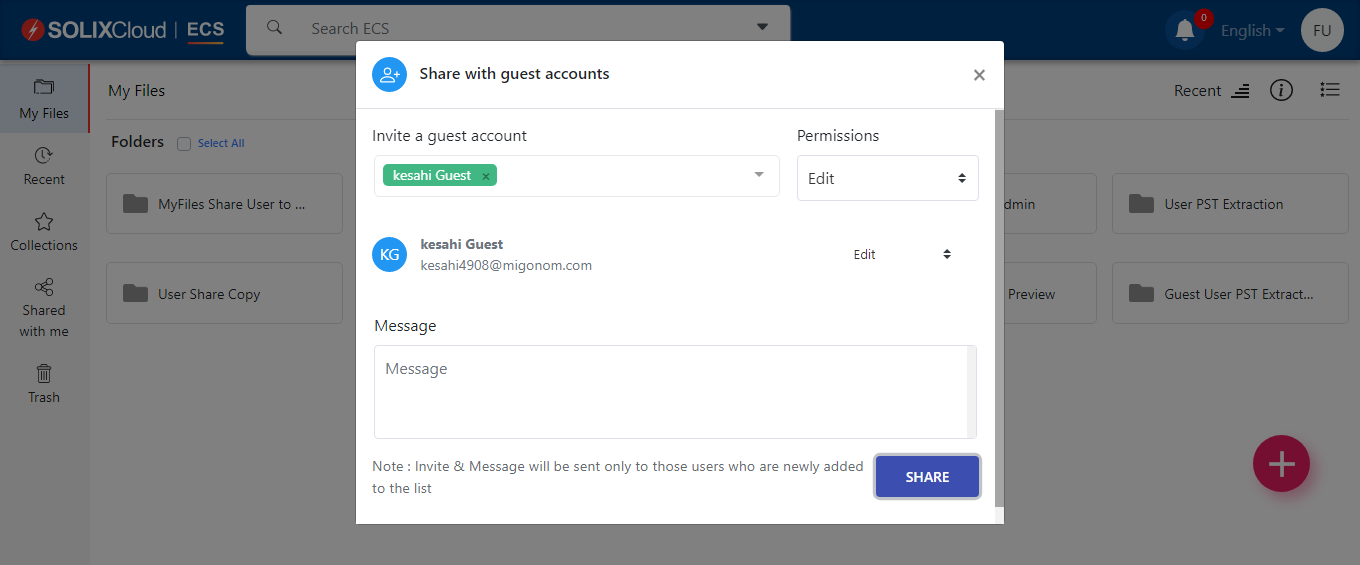 SOLIXCloud | ECS
Search ECS
0
English
FU
My Files
Recent
Collections
Shared
with me
Trash
My Files
Recent
Folders
Select All
MyFiles Share User to ...
dmin
User PST Extraction
User Share Copy
Preview
Guest User PST Extract...
Share with guest accounts
×
Invite a guest account
Permissions
kesahi Guest ×
Edit
KG
kesahi Guest
kesahi4908@migonom.com
Edit
Message
Message
Note : Invite & Message will be sent only to those users who are newly added
to the list
SHARE